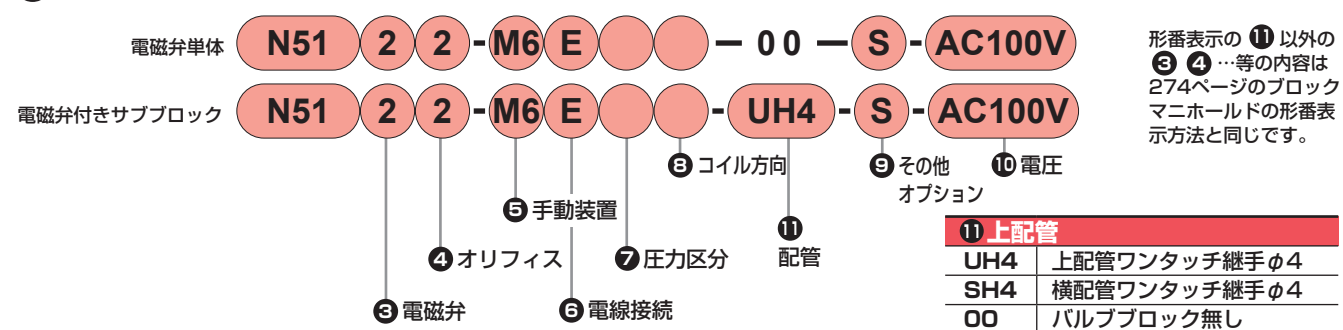 電磁弁単体 N51 2 2 - M6 E - 00 - S - AC100V
電磁弁付きサブブロック N51 2 2 - M6 E - UH4 - S - AC100V
形番表示の ⓫ 以外の
❸ ❹ …等の内容は
274ページのブロック
マニホールドの形番表
示方法と同じです。
❽ コイル方向
❾ その他
オプション
❿ 電圧
❺ 手動装置
⓫
配管
❹ オリフィス
❼ 圧力区分
❸ 電磁弁
❻ 電線接続
⓫ 上配管
UH4 上配管ワンタッチ継手φ4
SH4 横配管ワンタッチ継手φ4
00 バルブブロック無し